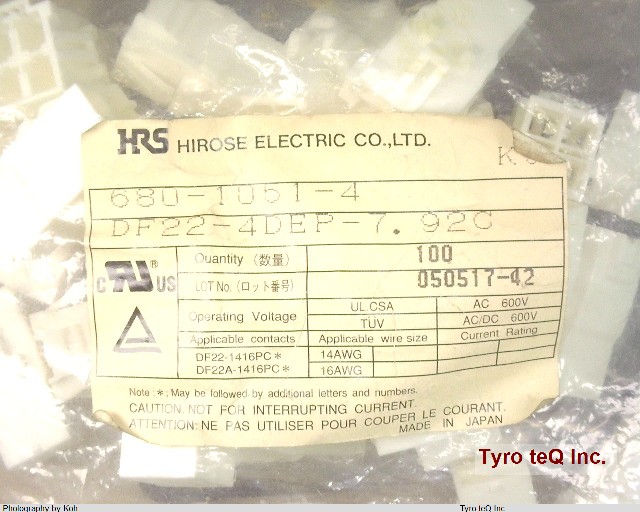 HRS HIROSE ELECTRIC CO.,LTD.
680-1051-4
DF22-4DEP-7.92C
Quantity (数量) 100
LOT No. (ロット番号) 050517-42
C UR ® US
Operating Voltage UL CSA AC 600V
TÜV AC/DC 600V
Applicable contacts Applicable wire size Current Rating
DF22-1416PC* 14AWG
DF22A-1416PC* 16AWG
Note: *; May be followed by additional letters and numbers.
CAUTION: NOT FOR INTERRUPTING CURRENT.
ATTENTION: NE PAS UTILISER POUR COUPER LE COURANT.
MADE IN JAPAN
Tyro teQ Inc.
Photography by Koh Tyro teQ Inc